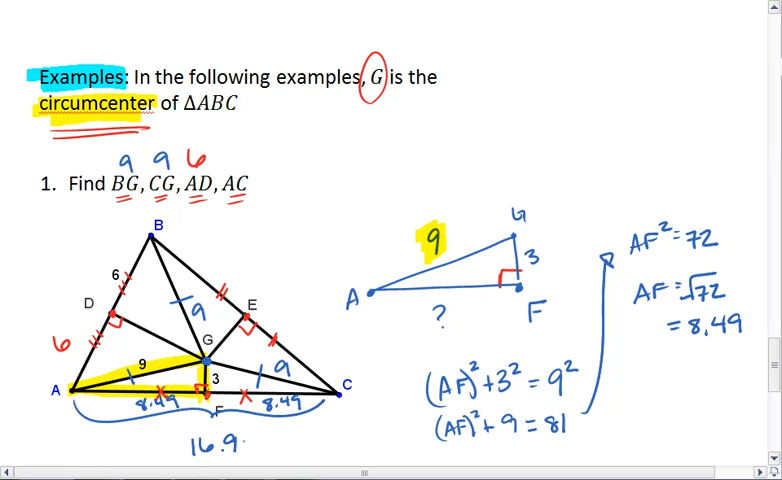 Examples: In the following examples, G is the
circumcenter of ΔABC
9 9 6
1. Find BG, CG, AD, AC
B
6
D
E
6
9
G
9
9
3
A
C
8.49
F
8.49
16.9
G
9
3
A
?
F
(AF)² + 3² = 9²
(AF)² + 9 = 81
AF² = 72
AF = √72
= 8.49